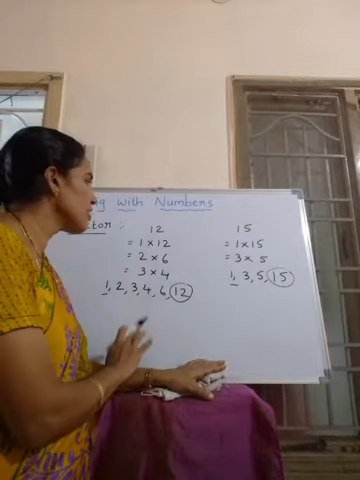 with Numbers
12 15
= 1 x 12 = 1 x 15
= 2 x 6 = 3 x 5
= 3 x 4 1, 3, 5, 15
1, 2, 3, 4, 6, 12